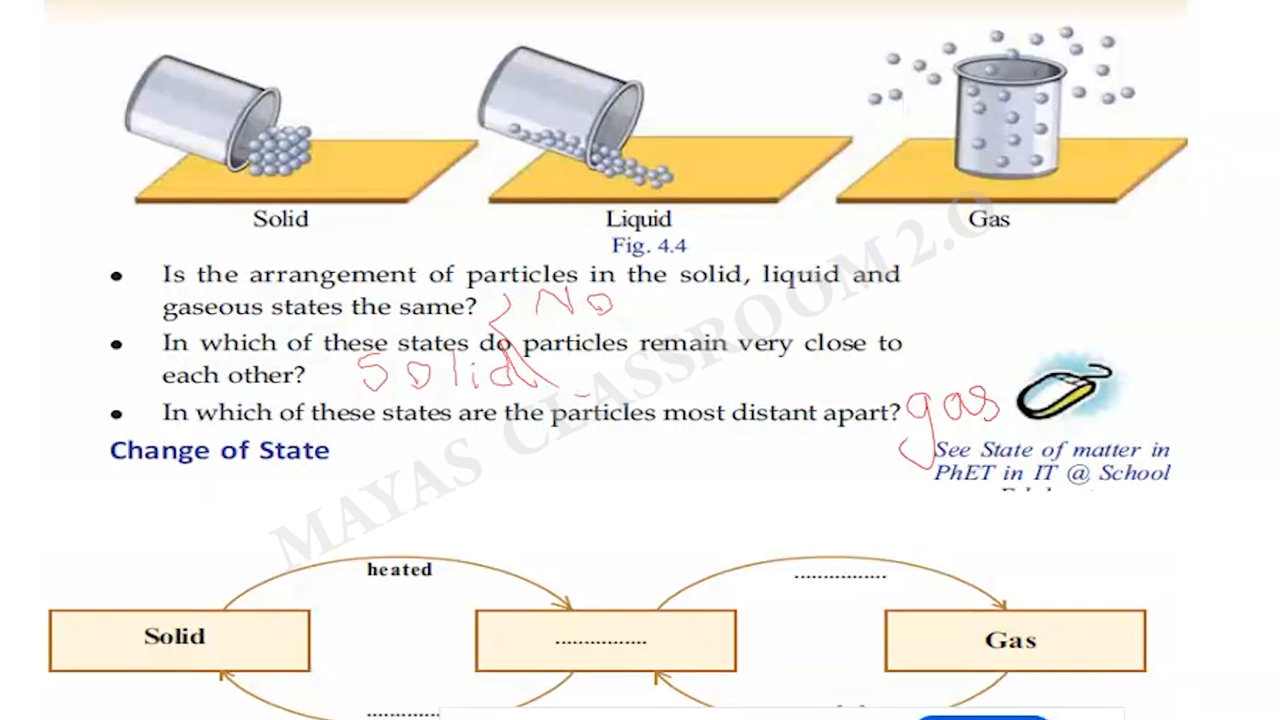 Solid
Liquid
Gas
Fig. 4.4
• Is the arrangement of particles in the solid, liquid and
gaseous states the same? No
• In which of these states do particles remain very close to
each other? Solid
• In which of these states are the particles most distant apart? gas
Change of State
See State of matter in
PhET in IT @ School
MAYAS CLASSROOM 2.O
heated
................
Solid
................
Gas
.............